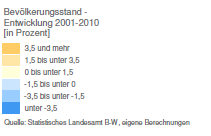 Bevölkerungsstand -
Entwicklung 2001-2010
[in Prozent]
3,5 und mehr
1,5 bis unter 3,5
0 bis unter 1,5
-1,5 bis unter 0
-3,5 bis unter -1,5
unter -3,5
Quelle: Statistisches Landesamt B-W, eigene Berechnungen